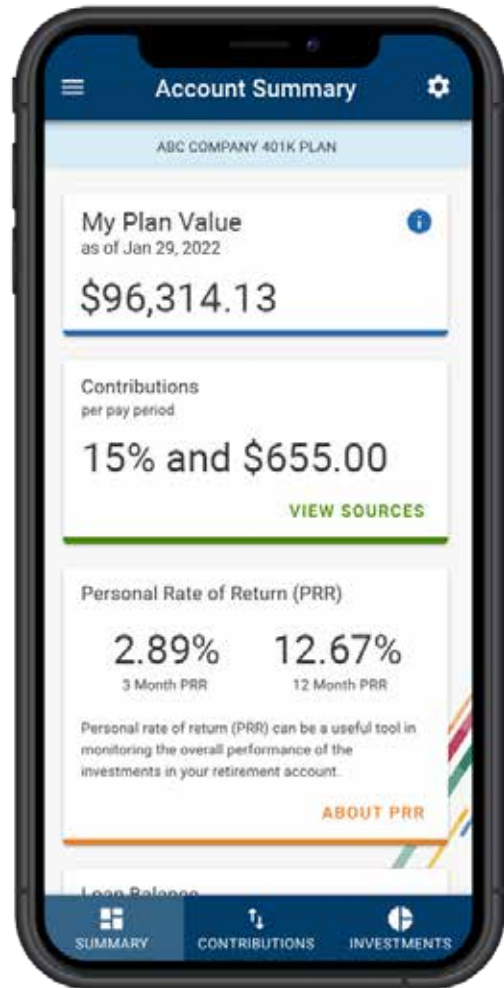 Account Summary
ABC COMPANY 401K PLAN
My Plan Value
as of Jan 29, 2022
$96,314.13
Contributions
per pay period
15% and $655.00
VIEW SOURCES
Personal Rate of Return (PRR)
2.89% 12.67%
3 Month PRR 12 Month PRR
Personal rate of return (PRR) can be a useful tool in
monitoring the overall performance of the
investments in your retirement account.
ABOUT PRR
Loan Balance
SUMMARY CONTRIBUTIONS INVESTMENTS